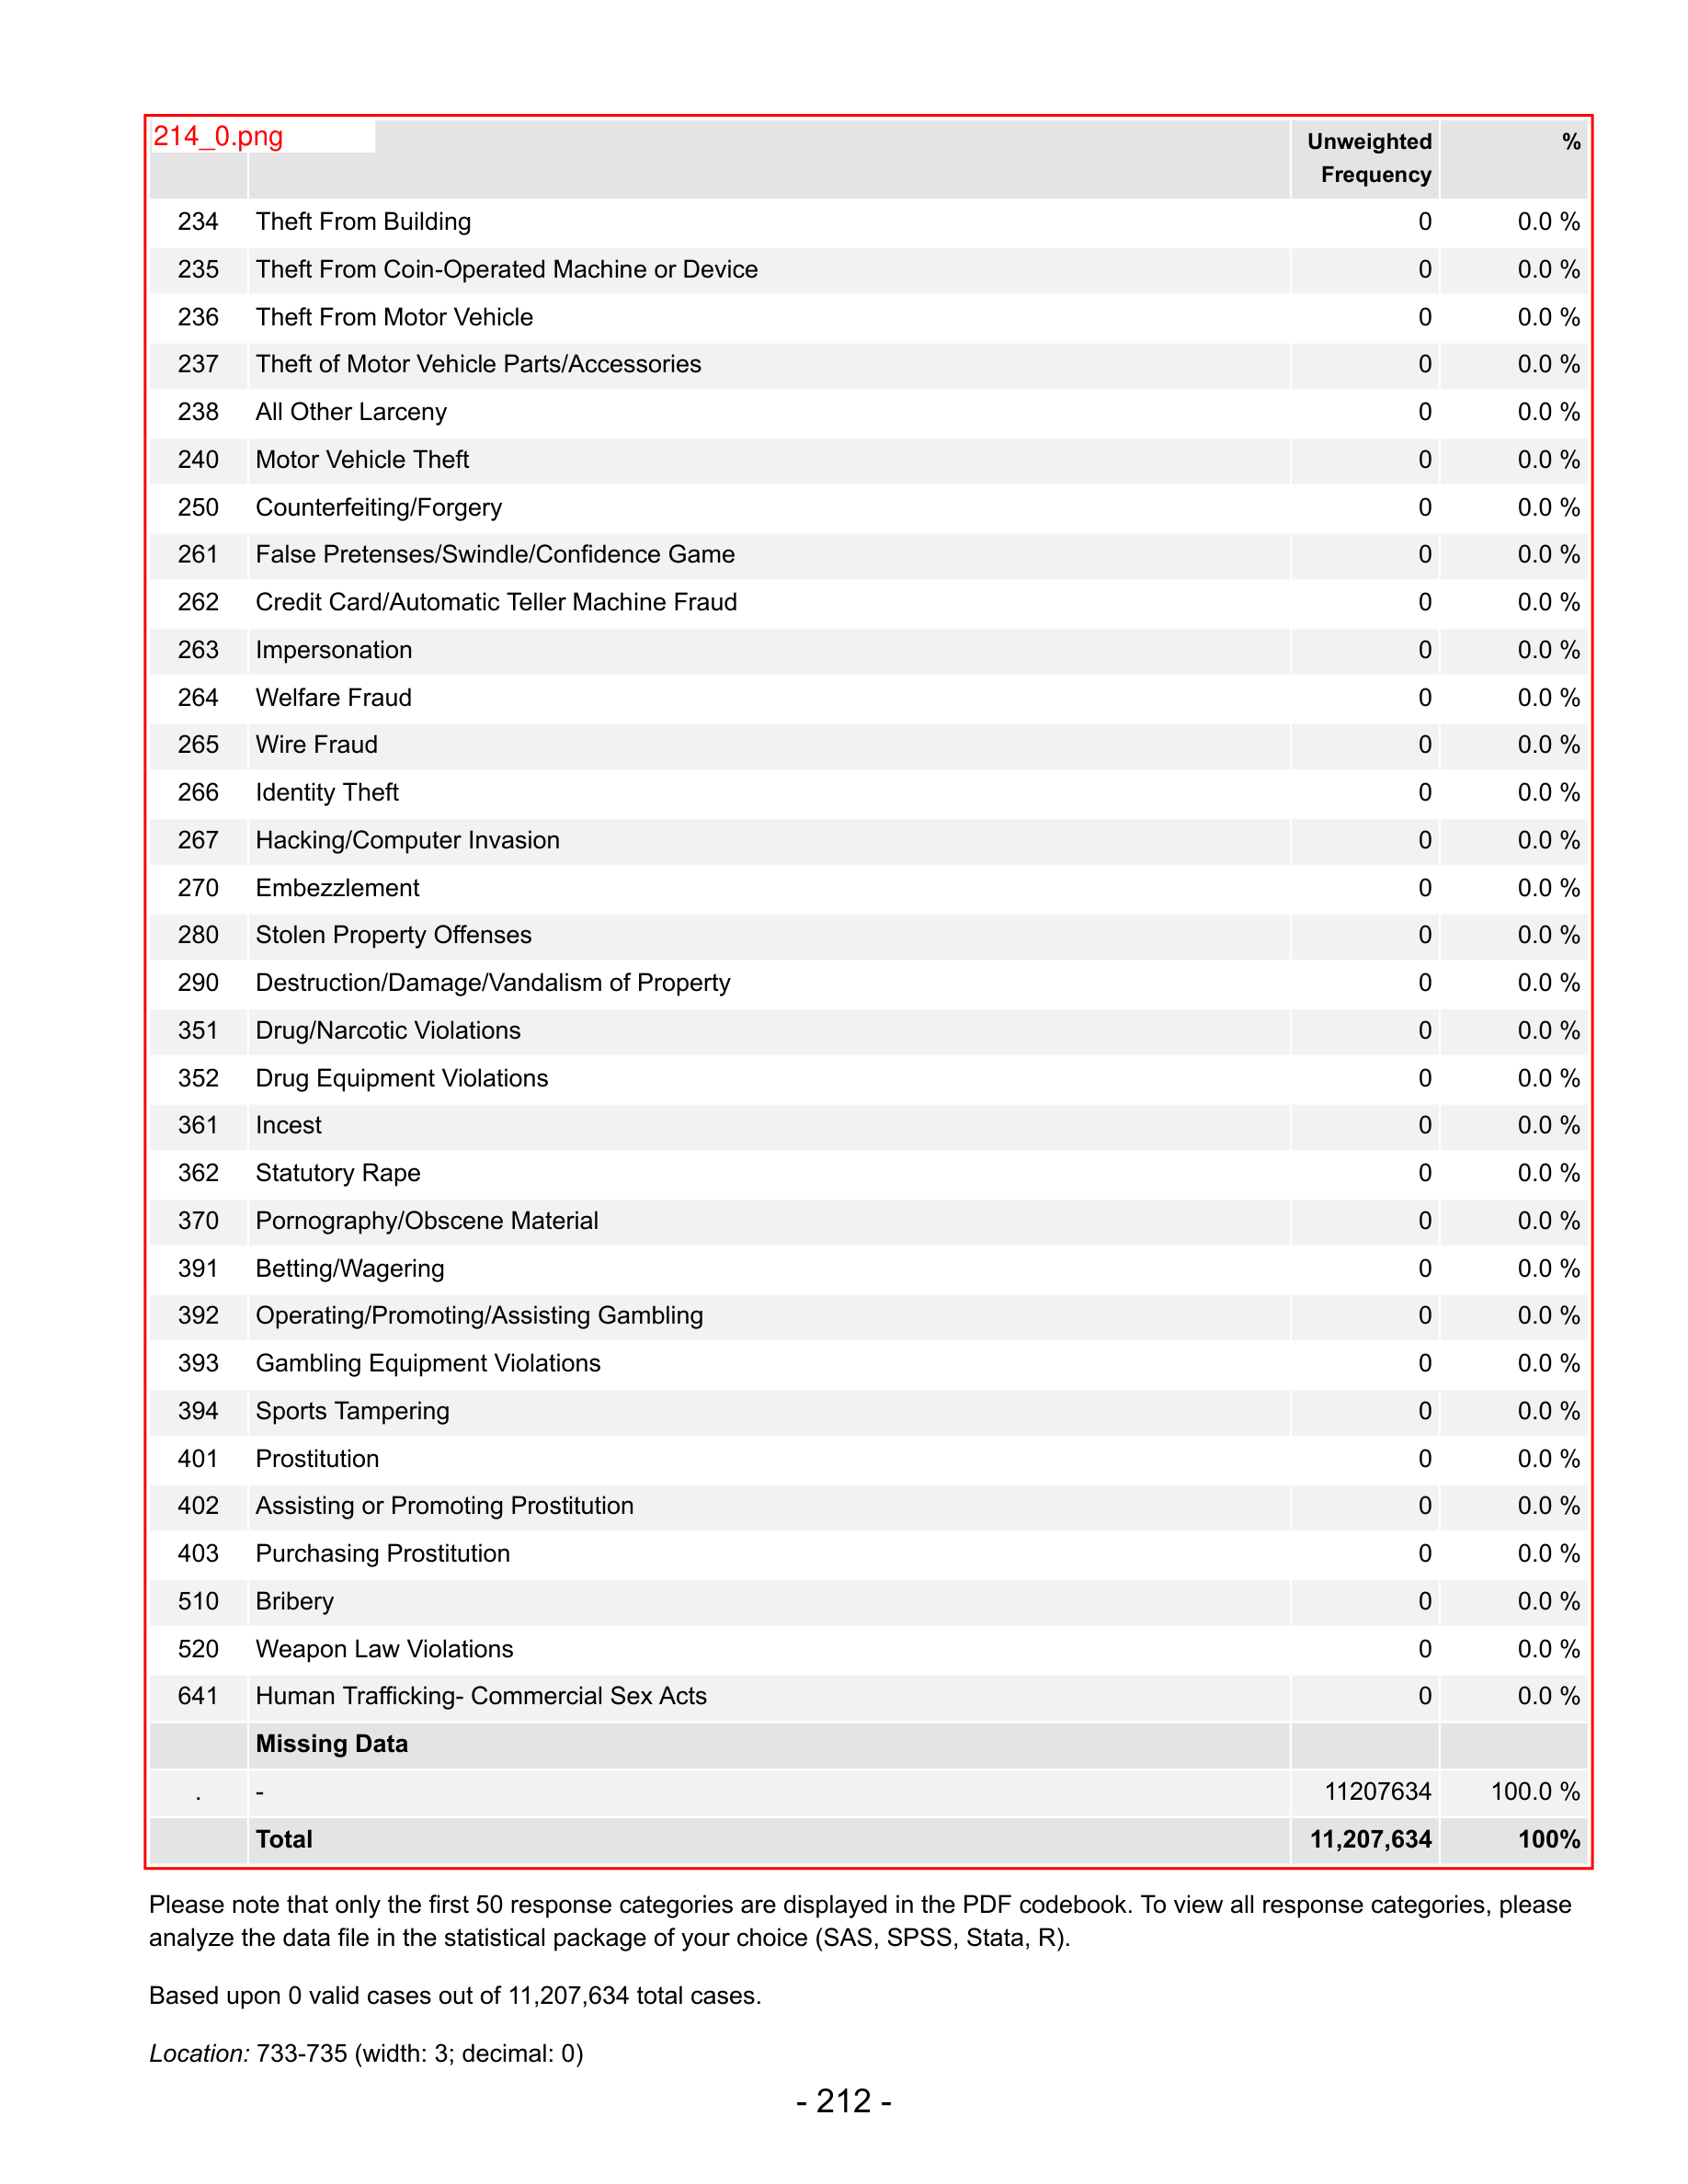 214_0.png
Unweighted Frequency %
234 Theft From Building 0 0.0 %
235 Theft From Coin-Operated Machine or Device 0 0.0 %
236 Theft From Motor Vehicle 0 0.0 %
237 Theft of Motor Vehicle Parts/Accessories 0 0.0 %
238 All Other Larceny 0 0.0 %
240 Motor Vehicle Theft 0 0.0 %
250 Counterfeiting/Forgery 0 0.0 %
261 False Pretenses/Swindle/Confidence Game 0 0.0 %
262 Credit Card/Automatic Teller Machine Fraud 0 0.0 %
263 Impersonation 0 0.0 %
264 Welfare Fraud 0 0.0 %
265 Wire Fraud 0 0.0 %
266 Identity Theft 0 0.0 %
267 Hacking/Computer Invasion 0 0.0 %
270 Embezzlement 0 0.0 %
280 Stolen Property Offenses 0 0.0 %
290 Destruction/Damage/Vandalism of Property 0 0.0 %
351 Drug/Narcotic Violations 0 0.0 %
352 Drug Equipment Violations 0 0.0 %
361 Incest 0 0.0 %
362 Statutory Rape 0 0.0 %
370 Pornography/Obscene Material 0 0.0 %
391 Betting/Wagering 0 0.0 %
392 Operating/Promoting/Assisting Gambling 0 0.0 %
393 Gambling Equipment Violations 0 0.0 %
394 Sports Tampering 0 0.0 %
401 Prostitution 0 0.0 %
402 Assisting or Promoting Prostitution 0 0.0 %
403 Purchasing Prostitution 0 0.0 %
510 Bribery 0 0.0 %
520 Weapon Law Violations 0 0.0 %
641 Human Trafficking- Commercial Sex Acts 0 0.0 %
Missing Data
. - 11207634 100.0 %
Total 11,207,634 100%
Please note that only the first 50 response categories are displayed in the PDF codebook. To view all response categories, please
analyze the data file in the statistical package of your choice (SAS, SPSS, Stata, R).
Based upon 0 valid cases out of 11,207,634 total cases.
Location: 733-735 (width: 3; decimal: 0)
- 212 -